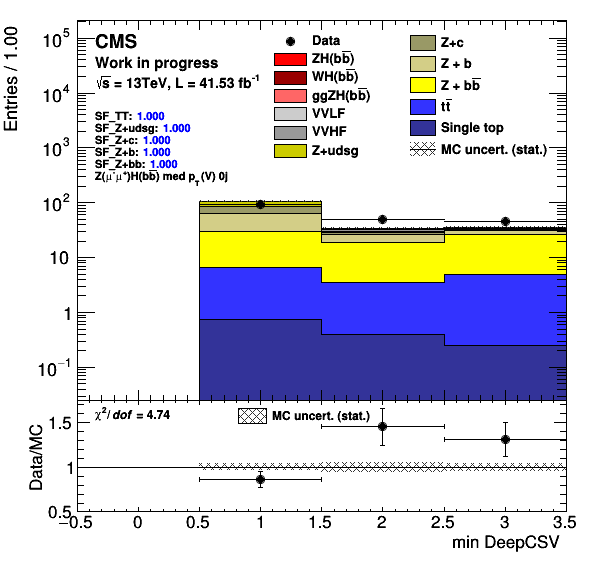 Entries / 1.00
10⁵
10⁴
10³
10²
10
1
10⁻¹
CMS
Work in progress
√s = 13TeV, L = 41.53 fb⁻¹
SF_TT: 1.000
SF_Z+udsg: 1.000
SF_Z+c: 1.000
SF_Z+b: 1.000
SF_Z+bb: 1.000
Z(μ⁻μ⁺)H(bb̅) med p_T(V) 0j
Data
ZH(bb̅)
WH(bb̅)
ggZH(bb̅)
VVLF
VVHF
Z+udsg
Z+c
Z + b
Z + bb̅
tt̅
Single top
MC uncert. (stat.)
Data/MC
1.5
1
0.5
χ²/dof = 4.74
MC uncert. (stat.)
−0.5 0 0.5 1 1.5 2 2.5 3 3.5
min DeepCSV